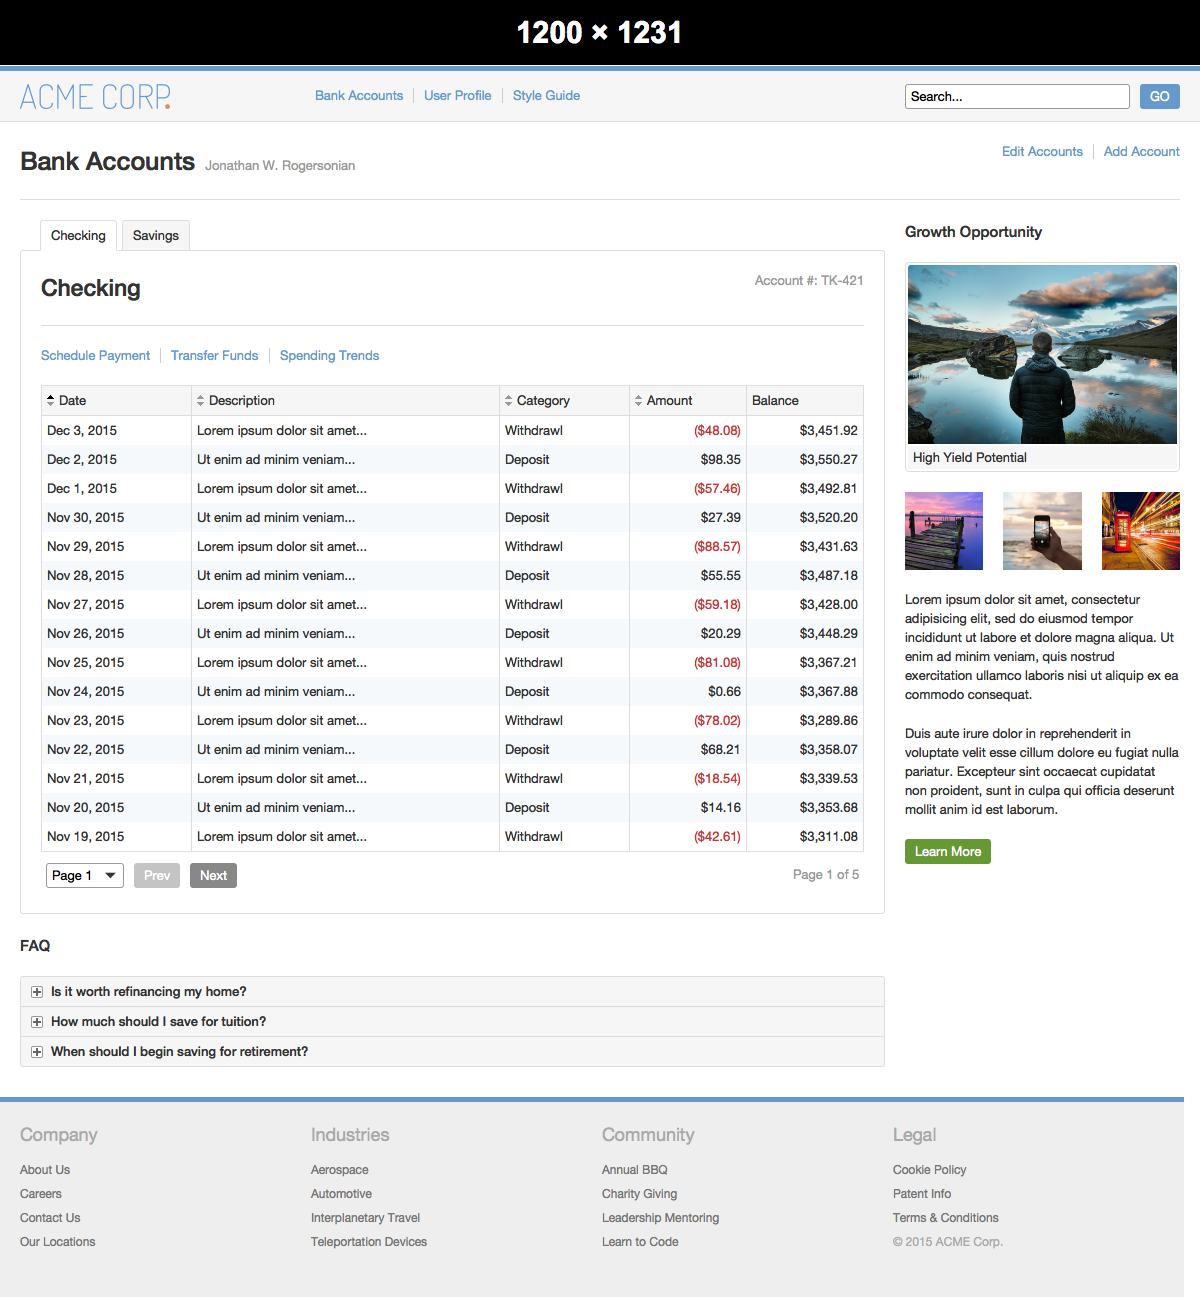 1200 × 1231
ACME CORP.
Bank Accounts User Profile Style Guide
Search...
GO
Bank Accounts Jonathan W. Rogersonian
Edit Accounts Add Account
Checking Savings
Checking
Account #: TK-421
Schedule Payment Transfer Funds Spending Trends
Date Description Category Amount Balance
Dec 3, 2015 Lorem ipsum dolor sit amet... Withdrawl ($48.08) $3,451.92
Dec 2, 2015 Ut enim ad minim veniam... Deposit $98.35 $3,550.27
Dec 1, 2015 Lorem ipsum dolor sit amet... Withdrawl ($57.46) $3,492.81
Nov 30, 2015 Ut enim ad minim veniam... Deposit $27.39 $3,520.20
Nov 29, 2015 Lorem ipsum dolor sit amet... Withdrawl ($88.57) $3,431.63
Nov 28, 2015 Ut enim ad minim veniam... Deposit $55.55 $3,487.18
Nov 27, 2015 Lorem ipsum dolor sit amet... Withdrawl ($59.18) $3,428.00
Nov 26, 2015 Ut enim ad minim veniam... Deposit $20.29 $3,448.29
Nov 25, 2015 Lorem ipsum dolor sit amet... Withdrawl ($81.08) $3,367.21
Nov 24, 2015 Ut enim ad minim veniam... Deposit $0.66 $3,367.88
Nov 23, 2015 Lorem ipsum dolor sit amet... Withdrawl ($78.02) $3,289.86
Nov 22, 2015 Ut enim ad minim veniam... Deposit $68.21 $3,358.07
Nov 21, 2015 Lorem ipsum dolor sit amet... Withdrawl ($18.54) $3,339.53
Nov 20, 2015 Ut enim ad minim veniam... Deposit $14.16 $3,353.68
Nov 19, 2015 Lorem ipsum dolor sit amet... Withdrawl ($42.61) $3,311.08
Page 1 Prev Next
Page 1 of 5
Growth Opportunity
High Yield Potential
Lorem ipsum dolor sit amet, consectetur
adipisicing elit, sed do eiusmod tempor
incididunt ut labore et dolore magna aliqua. Ut
enim ad minim veniam, quis nostrud
exercitation ullamco laboris nisi ut aliquip ex ea
commodo consequat.
Duis aute irure dolor in reprehenderit in
voluptate velit esse cillum dolore eu fugiat nulla
pariatur. Excepteur sint occaecat cupidatat
non proident, sunt in culpa qui officia deserunt
mollit anim id est laborum.
Learn More
FAQ
Is it worth refinancing my home?
How much should I save for tuition?
When should I begin saving for retirement?
Company
About Us
Careers
Contact Us
Our Locations
Industries
Aerospace
Automotive
Interplanetary Travel
Teleportation Devices
Community
Annual BBQ
Charity Giving
Leadership Mentoring
Learn to Code
Legal
Cookie Policy
Patent Info
Terms & Conditions
© 2015 ACME Corp.